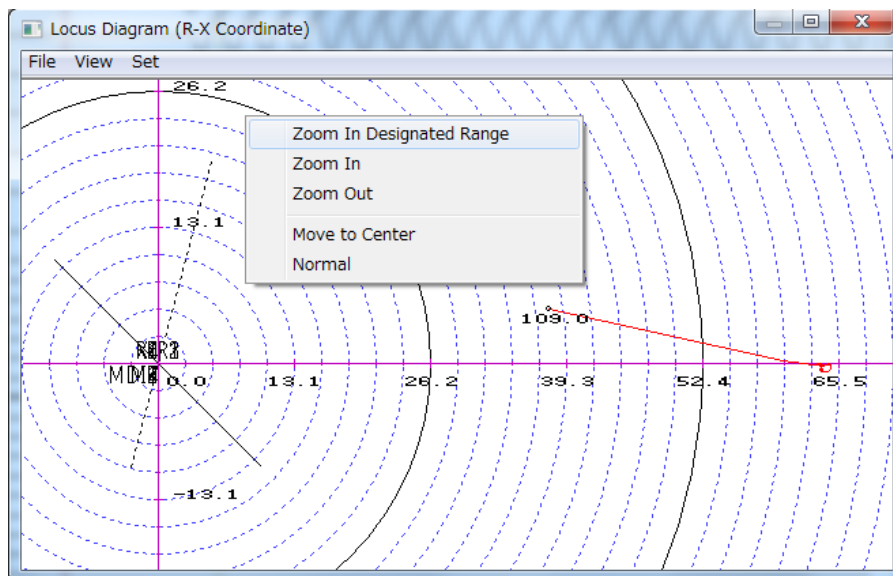 Locus Diagram (R-X Coordinate)
File View Set
26.2
Zoom In Designated Range
Zoom In
Zoom Out
13.1
Move to Center
Normal
109.0
0.0 13.1 26.2 39.3 52.4 65.5
-13.1